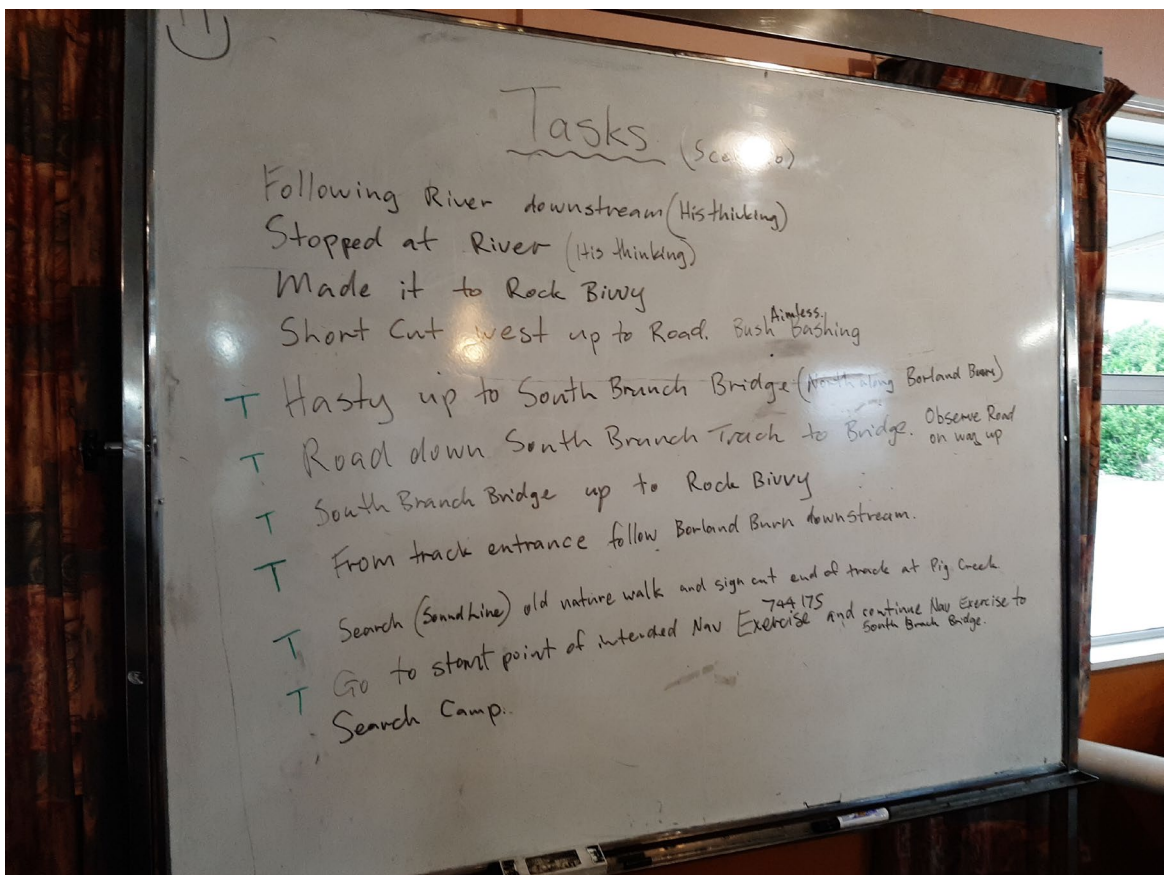 Tasks
(Scenario)
Following River downstream (His thinking)
Stopped at River (His thinking)
Made it to Rock Bivvy
Short Cut west up to Road. Bush Aimless Bashing
T Hasty up to South Branch Bridge (North along Borland Burn)
T Road down South Branch Track to Bridge. Observe Road on way up
T South Branch Bridge up to Rock Bivvy
T From track entrance follow Borland Burn downstream.
T Search (Sound Line) old nature walk and sign cut end of track at Pig Creek
T Go to start point of intended Nav Exercise 744175 and continue Nav Exercise to South Brach Bridge.
Search Camp.